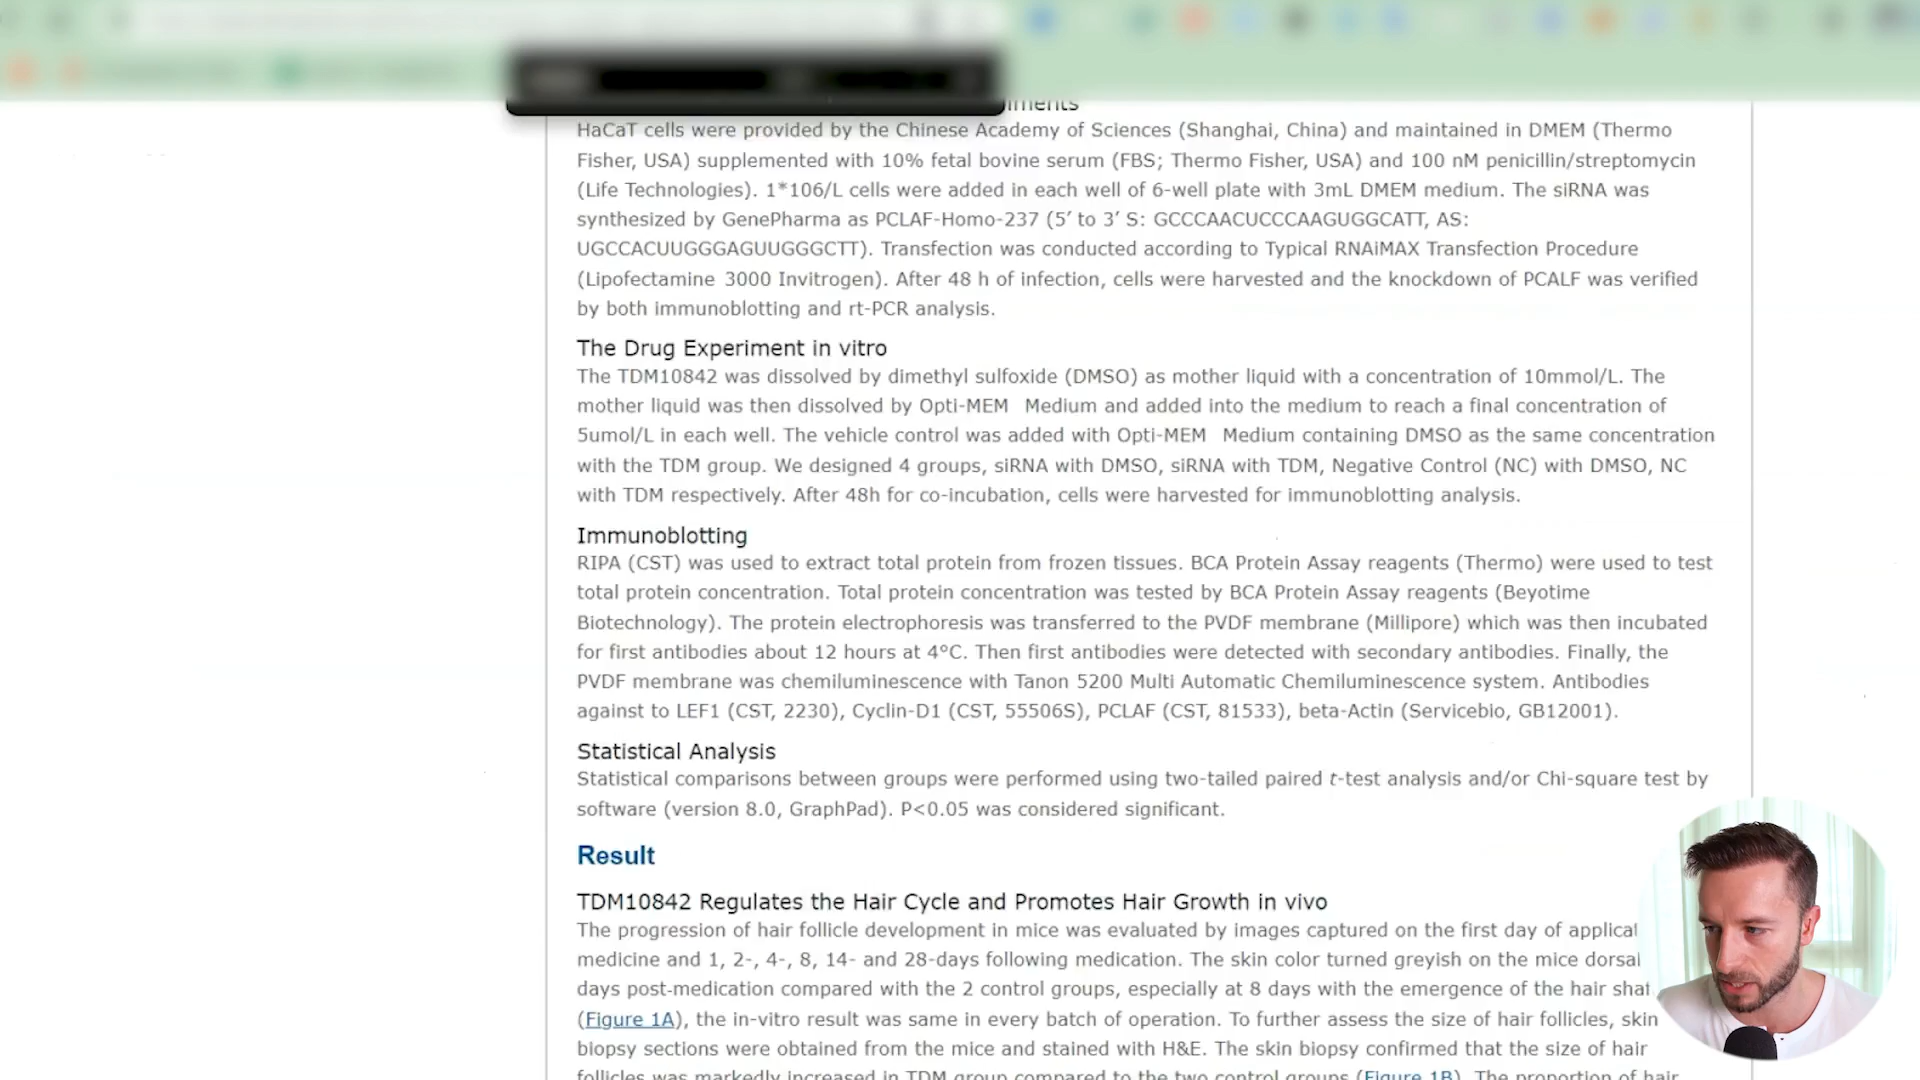 HaCaT cells were provided by the Chinese Academy of Sciences (Shanghai, China) and maintained in DMEM (Thermo
Fisher, USA) supplemented with 10% fetal bovine serum (FBS; Thermo Fisher, USA) and 100 nM penicillin/streptomycin
(Life Technologies). 1*106/L cells were added in each well of 6-well plate with 3mL DMEM medium. The siRNA was
synthesized by GenePharma as PCLAF-Homo-237 (5′ to 3′ S: GCCCAACUCCCAAGUGGCATT, AS:
UGCCACUUGGGAGUUGGGCTT). Transfection was conducted according to Typical RNAiMAX Transfection Procedure
(Lipofectamine 3000 Invitrogen). After 48 h of infection, cells were harvested and the knockdown of PCALF was verified
by both immunoblotting and rt-PCR analysis.
The Drug Experiment in vitro
The TDM10842 was dissolved by dimethyl sulfoxide (DMSO) as mother liquid with a concentration of 10mmol/L. The
mother liquid was then dissolved by Opti-MEM Medium and added into the medium to reach a final concentration of
5umol/L in each well. The vehicle control was added with Opti-MEM Medium containing DMSO as the same concentration
with the TDM group. We designed 4 groups, siRNA with DMSO, siRNA with TDM, Negative Control (NC) with DMSO, NC
with TDM respectively. After 48h for co-incubation, cells were harvested for immunoblotting analysis.
Immunoblotting
RIPA (CST) was used to extract total protein from frozen tissues. BCA Protein Assay reagents (Thermo) were used to test
total protein concentration. Total protein concentration was tested by BCA Protein Assay reagents (Beyotime
Biotechnology). The protein electrophoresis was transferred to the PVDF membrane (Millipore) which was then incubated
for first antibodies about 12 hours at 4°C. Then first antibodies were detected with secondary antibodies. Finally, the
PVDF membrane was chemiluminescence with Tanon 5200 Multi Automatic Chemiluminescence system. Antibodies
against to LEF1 (CST, 2230), Cyclin-D1 (CST, 55506S), PCLAF (CST, 81533), beta-Actin (Servicebio, GB12001).
Statistical Analysis
Statistical comparisons between groups were performed using two-tailed paired t-test analysis and/or Chi-square test by
software (version 8.0, GraphPad). P<0.05 was considered significant.
Result
TDM10842 Regulates the Hair Cycle and Promotes Hair Growth in vivo
The progression of hair follicle development in mice was evaluated by images captured on the first day of
medicine and 1, 2-, 4-, 8, 14- and 28-days following medication. The skin color turned greyish on the mice
days post-medication compared with the 2 control groups, especially at 8 days with the emergence of the hair
(Figure 1A), the in-vitro result was same in every batch of operation. To further assess the size of hair follicles, skin
biopsy sections were obtained from the mice and stained with H&E. The skin biopsy confirmed that the size of hair
follicles was markedly increased in TDM group compared to the two control groups (Figure 1B). The proportion of hair